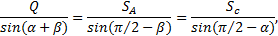 Q/sin(α + β) = S_A/sin(π/2 − β) = S_c/sin(π/2 − α),